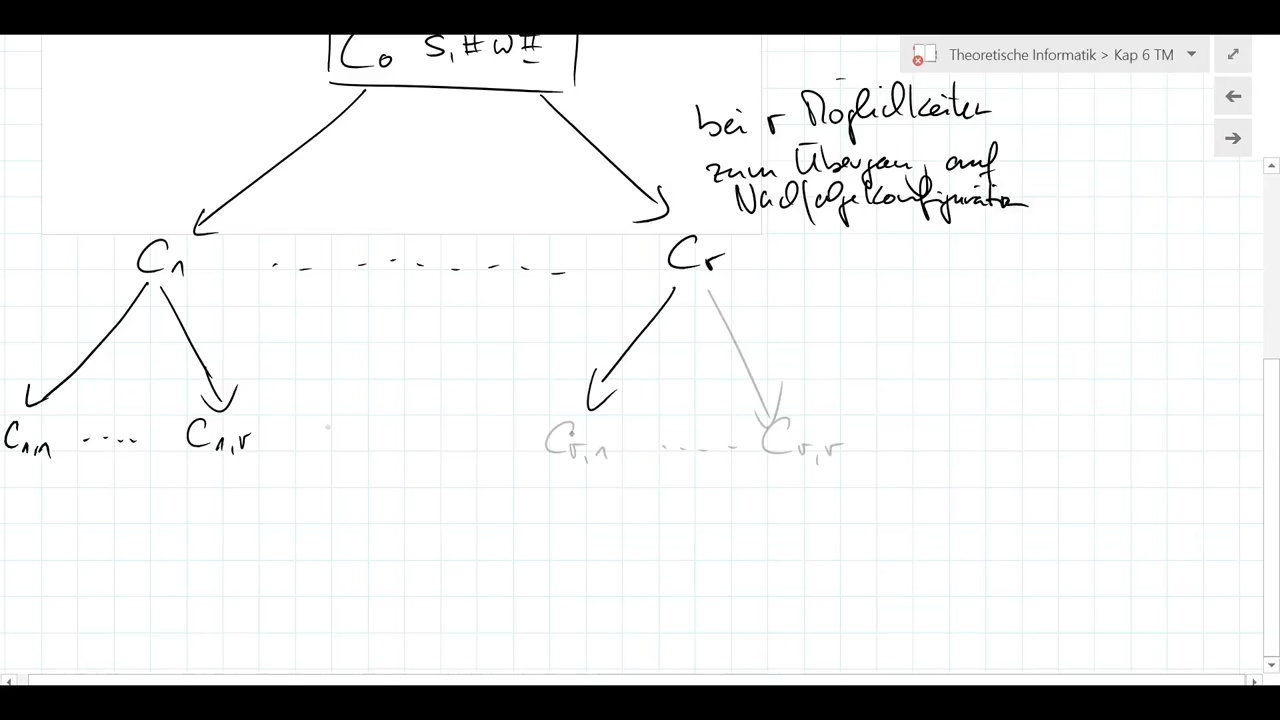 C₀ s, # w #
Theoretische Informatik > Kap 6 TM
bei r Möglichkeiten
zum Übergang auf
Nachfolgekonfiguration
C₁ . - - . - - - - Cᵣ
C₁,₁ ..... C₁,ᵣ Cᵣ,₁ ..... Cᵣ,ᵣ